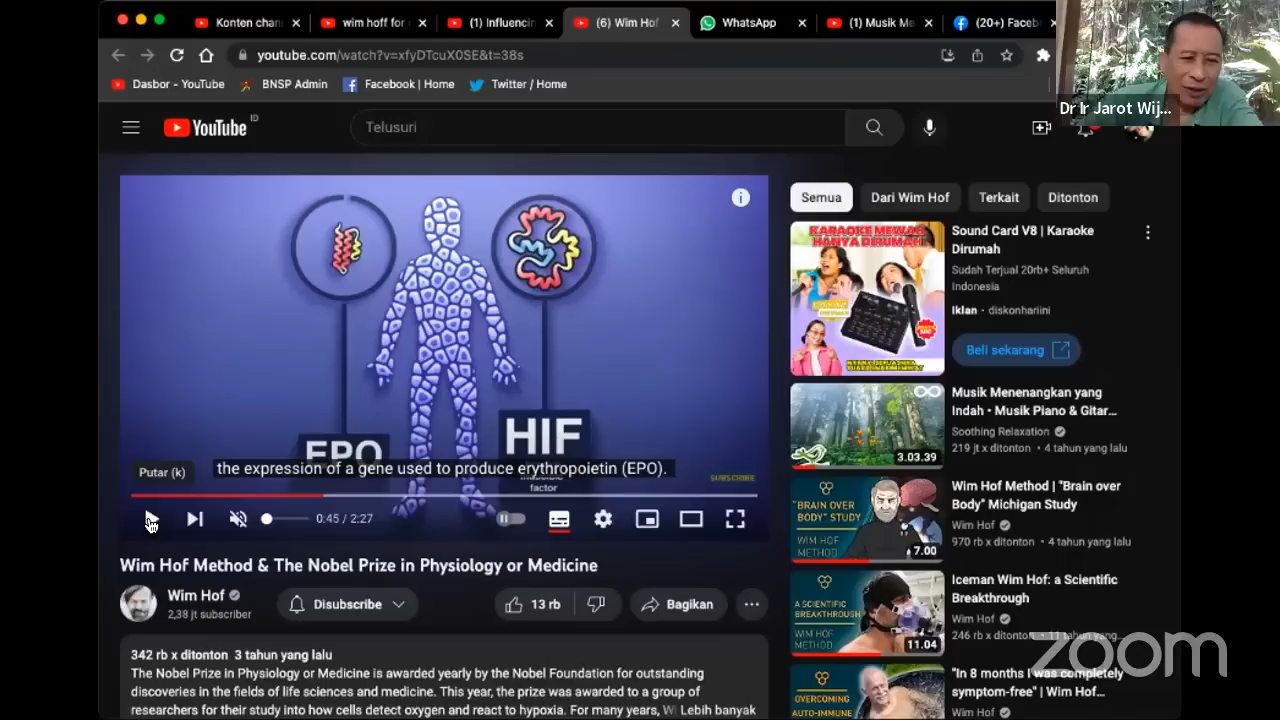 Konten chan
wim hoff for
(1) Influencin
(6) Wim Hof
WhatsApp
(1) Musik Me
(20+) Faceb
youtube.com/watch?v=xfyDTcuX0SE&t=38s
Dasbor - YouTube
BNSP Admin
Facebook | Home
Twitter / Home
Dr Ir Jarot Wij...
YouTube ID
Telusuri
Semua
Dari Wim Hof
Terkait
Ditonton
EPO
HIF
inducible
factor
the expression of a gene used to produce erythropoietin (EPO).
SUBSCRIBE
Putar (k)
0:45 / 2:27
Wim Hof Method & The Nobel Prize in Physiology or Medicine
Wim Hof
2,38 jt subscriber
Disubscribe
13 rb
Bagikan
342 rb x ditonton 3 tahun yang lalu
The Nobel Prize in Physiology or Medicine is awarded yearly by the Nobel Foundation for outstanding
discoveries in the fields of life sciences and medicine. This year, the prize was awarded to a group of
researchers for their study into how cells detect oxygen and react to hypoxia. For many years, W Lebih banyak
KARAOKE MEWAH
HANYA DIRUMAH
Sound Card V8 | Karaoke
Dirumah
Sudah Terjual 20rb+ Seluruh
Indonesia
Iklan - diskonhariini
Beli sekarang
3.03.39
Musik Menenangkan yang
Indah • Musik Piano & Gitar...
Soothing Relaxation
219 jt x ditonton • 4 tahun yang lalu
"BRAIN OVER
BODY" STUDY
WIM HOF
METHOD
7.00
Wim Hof Method | "Brain over
Body" Michigan Study
Wim Hof
970 rb x ditonton • 4 tahun yang lalu
A SCIENTIFIC
BREAKTHROUGH
WIM HOF
METHOD
11.04
Iceman Wim Hof: a Scientific
Breakthrough
Wim Hof
246 rb x ditonton • 11 tahun yang...
OVERCOMING
AUTO-IMMUNE
"In 8 months I was completely
symptom-free" | Wim Hof...
Wim Hof
zoom